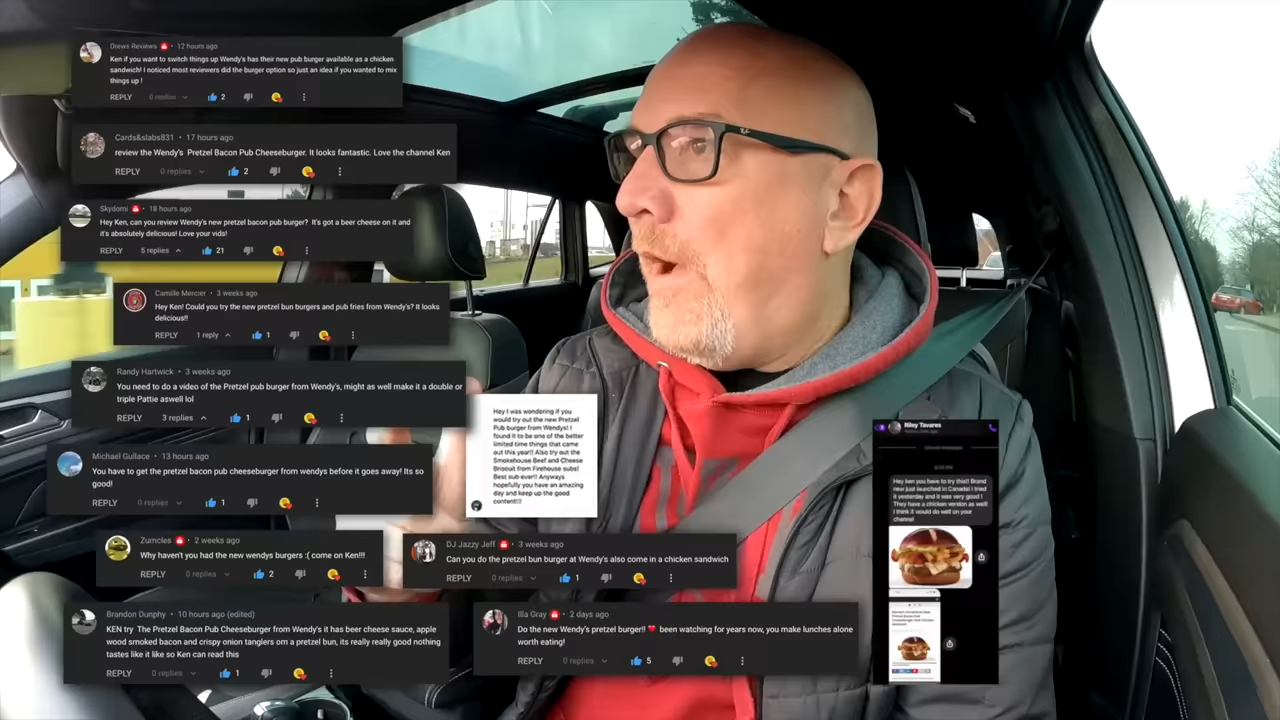 Drews Reviews • 12 hours ago
Ken if you want to switch things up Wendy's has their new pub burger available as a chicken
sandwich! I noticed most reviewers did the burger option so just an idea if you wanted to mix
things up !
REPLY 0 replies 2
Cards&slabs831 • 17 hours ago
review the Wendy's Pretzel Bacon Pub Cheeseburger. It looks fantastic. Love the channel Ken
REPLY 0 replies 2
Skydomi • 18 hours ago
Hey Ken, can you review Wendy's new pretzel bacon pub burger? It's got a beer cheese on it and
it's absolutely delicious! Love your vids!
REPLY 5 replies 21
Camille Mercier • 3 weeks ago
Hey Ken! Could you try the new pretzel bun burgers and pub fries from Wendy's? It looks
delicious!!
REPLY 1 reply 1
Randy Hartwick • 3 weeks ago
You need to do a video of the Pretzel pub burger from Wendy's, might as well make it a double or
triple Pattie aswell lol
REPLY 3 replies 1
Michael Gullace • 13 hours ago
You have to get the pretzel bacon pub cheeseburger from wendys before it goes away! Its so
good!
REPLY 0 replies 1
Zurncles • 2 weeks ago
Why haven't you had the new wendys burgers :( come on Ken!!!
REPLY 0 replies 2
Brandon Dunphy • 10 hours ago (edited)
KEN try The Pretzel Bacon Pub Cheeseburger from Wendy's it has beer cheese sauce, apple
wood smoked bacon and crispy onion tanglers om a pretzel bun, its really really good nothing
tastes like it like so Ken can read this
REPLY 0 replies 1
Hey I was wondering if you
would try out the new Pretzel
Pub burger from Wendys! I
found it to be one of the better
limited time things that came
out this year!! Also try out the
Smokehouse Beef and Cheese
Brisbuit from Firehouse subs!
Best sub ever!! Anyways
hopefully you have an amazing
day and keep up the good
content!!!
DJ Jazzy Jeff • 3 weeks ago
Can you do the pretzel bun burger at Wendy's also come in a chicken sandwich
REPLY 0 replies 1
Illa Gray • 2 days ago
Do the new Wendy's pretzel burger!! ❤️ been watching for years now, you make lunches alone
worth eating!
REPLY 0 replies 5
Riley Tavares
Hey ken you have to try this!! Brand
new just launched in Canada! I tried
it yesterday and it was very good !
They have a chicken version as well
I think it would do well on your
channel
Ray-Ban